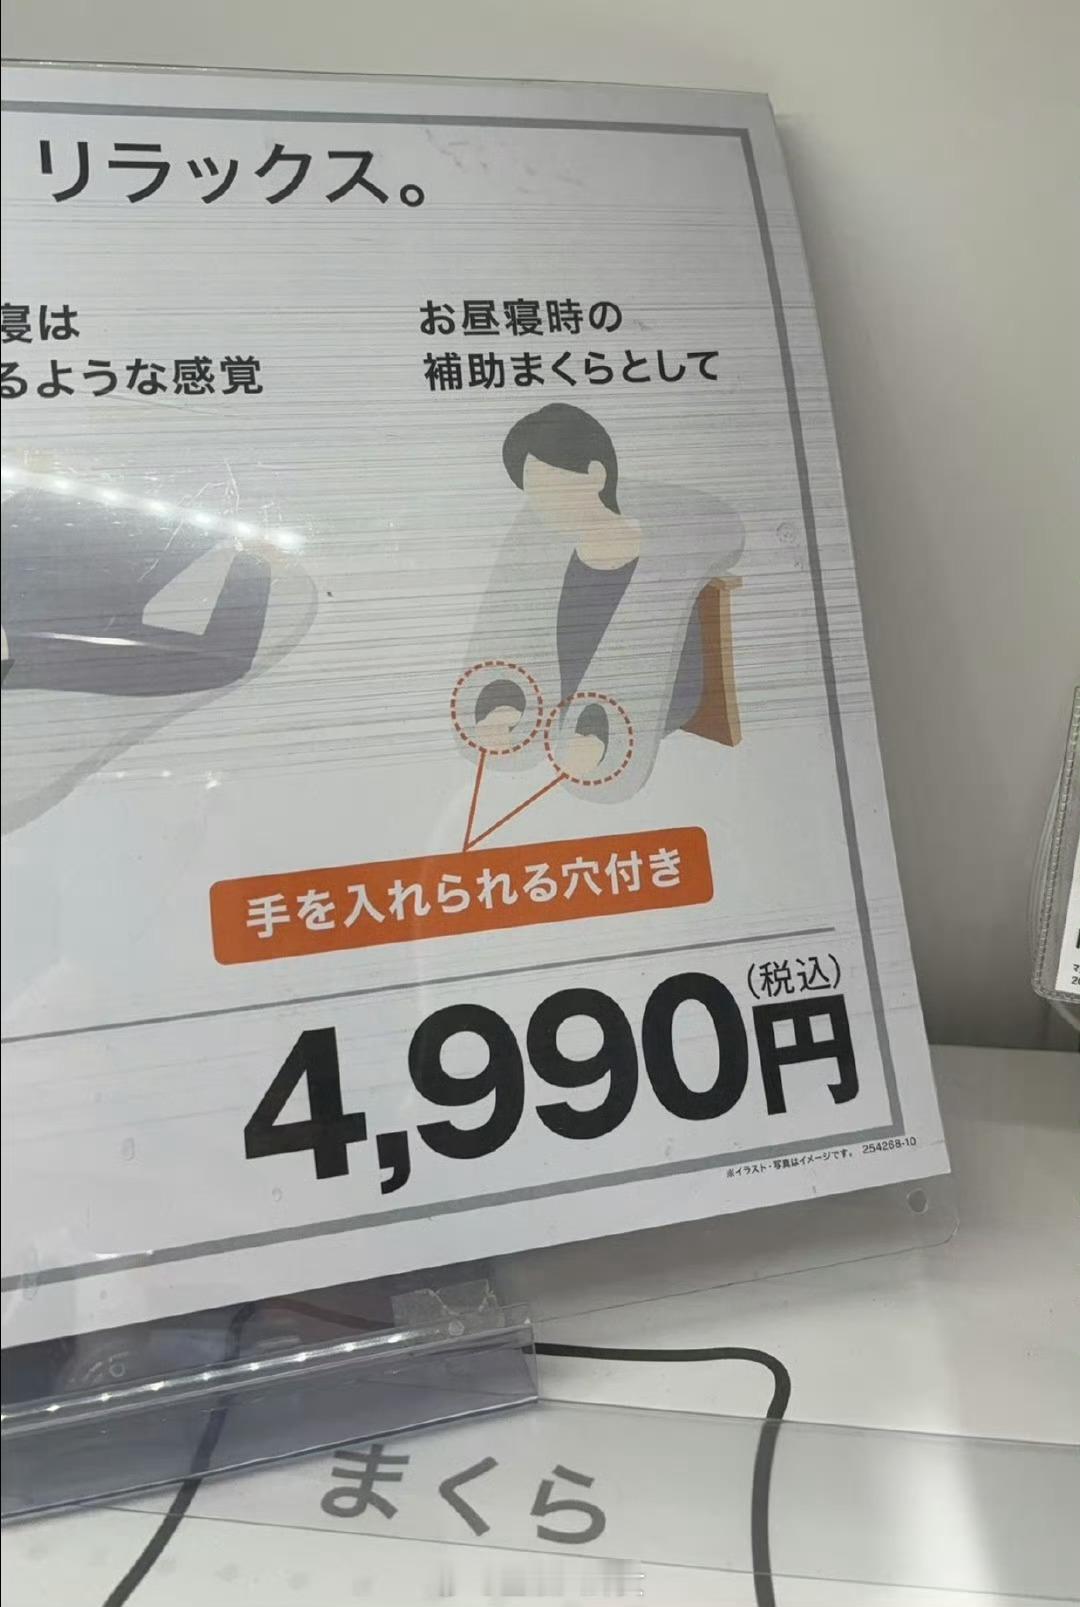 リラックス。
寝は
るような感覚
お昼寝時の
補助まくらとして
手を入れられる穴付き
(税込)
4,990円
※イラスト・写真はイメージです。 254268-10
まくら